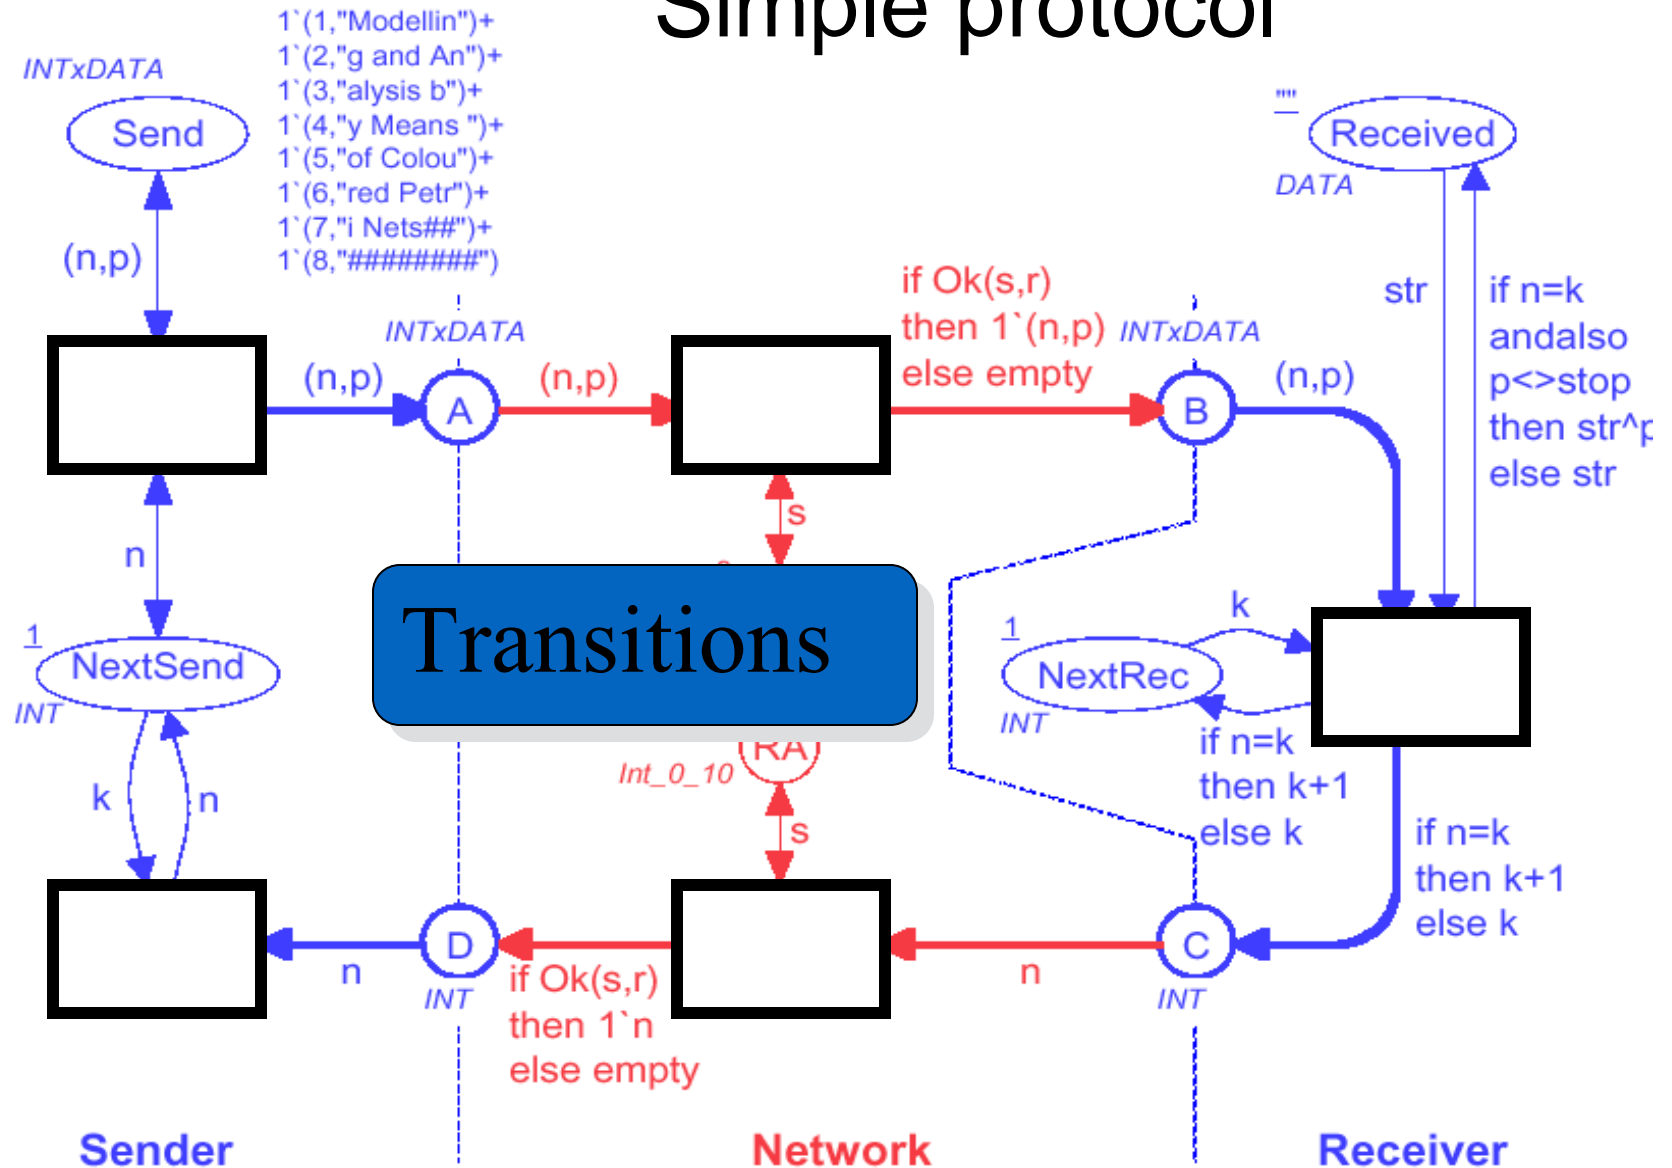 Simple protocol
1`(1,"Modellin")+
1`(2,"g and An")+
1`(3,"alysis b")+
1`(4,"y Means ")+
1`(5,"of Colou")+
1`(6,"red Petr")+
1`(7,"i Nets##")+
1`(8,"########")
INTxDATA
Send
(n,p)
""
Received
DATA
str
if n=k
andalso
p<>stop
then str^p
else str
INTxDATA
(n,p)
A
(n,p)
if Ok(s,r)
then 1`(n,p)
else empty
INTxDATA
B
(n,p)
s
n
1
NextSend
INT
Transitions
k
1
NextRec
INT
if n=k
then k+1
else k
RA
Int_0_10
s
k
n
if n=k
then k+1
else k
n
D
INT
if Ok(s,r)
then 1`n
else empty
n
C
INT
Sender
Network
Receiver